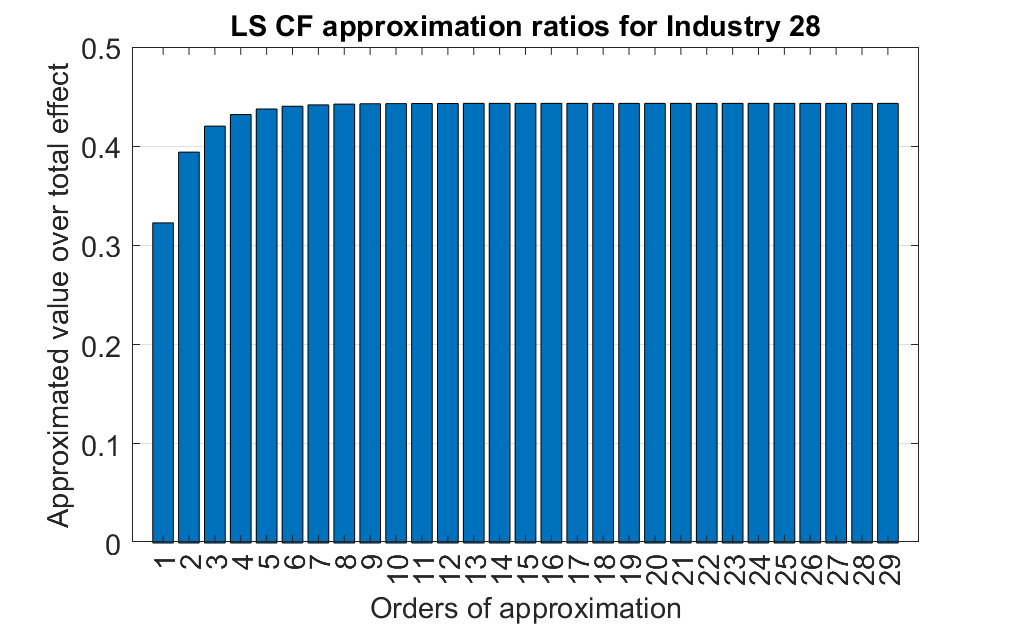 LS CF approximation ratios for Industry 28
Approximated value over total effect
0.5
0.4
0.3
0.2
0.1
0
1 2 3 4 5 6 7 8 9 10 11 12 13 14 15 16 17 18 19 20 21 22 23 24 25 26 27 28 29
Orders of approximation